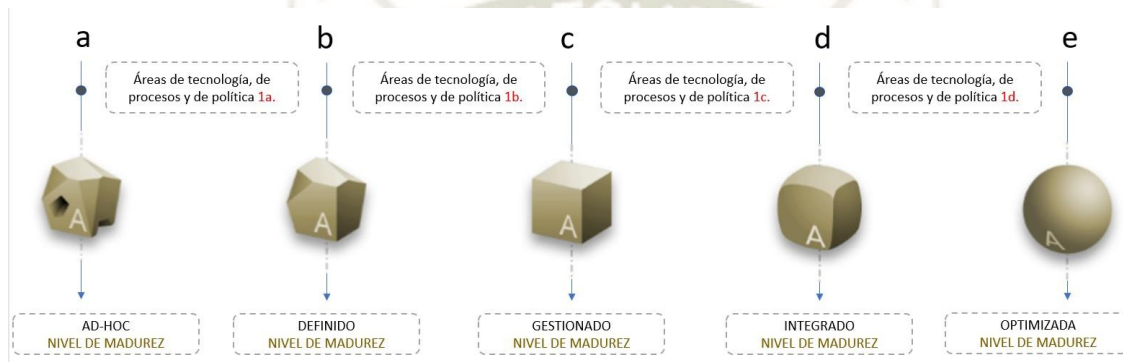 a
b
c
d
e
Áreas de tecnología, de
procesos y de política 1a.
Áreas de tecnología, de
procesos y de política 1b.
Áreas de tecnología, de
procesos y de política 1c.
Áreas de tecnología, de
procesos y de política 1d.
A
A
A
A
A
AD-HOC
NIVEL DE MADUREZ
DEFINIDO
NIVEL DE MADUREZ
GESTIONADO
NIVEL DE MADUREZ
INTEGRADO
NIVEL DE MADUREZ
OPTIMIZADA
NIVEL DE MADUREZ